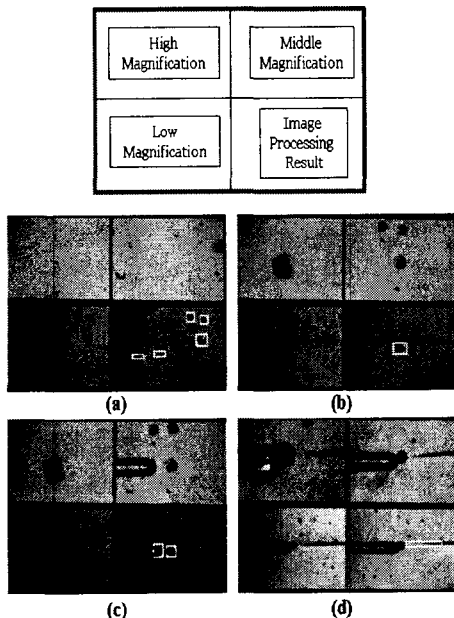 High
Magnification
Middle
Magnification
Low
Magnification
Image
Processing
Result
(a)
(b)
(c)
(d)